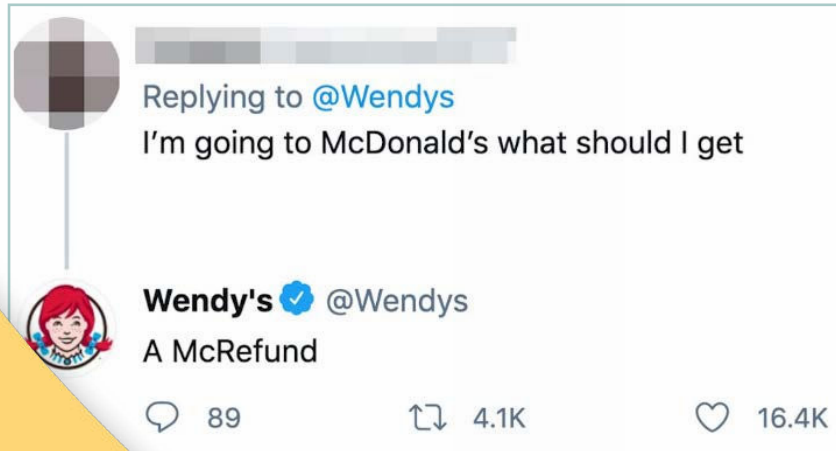 Replying to @Wendys
I’m going to McDonald’s what should I get
Wendy's @Wendys
A McRefund
89 4.1K 16.4K